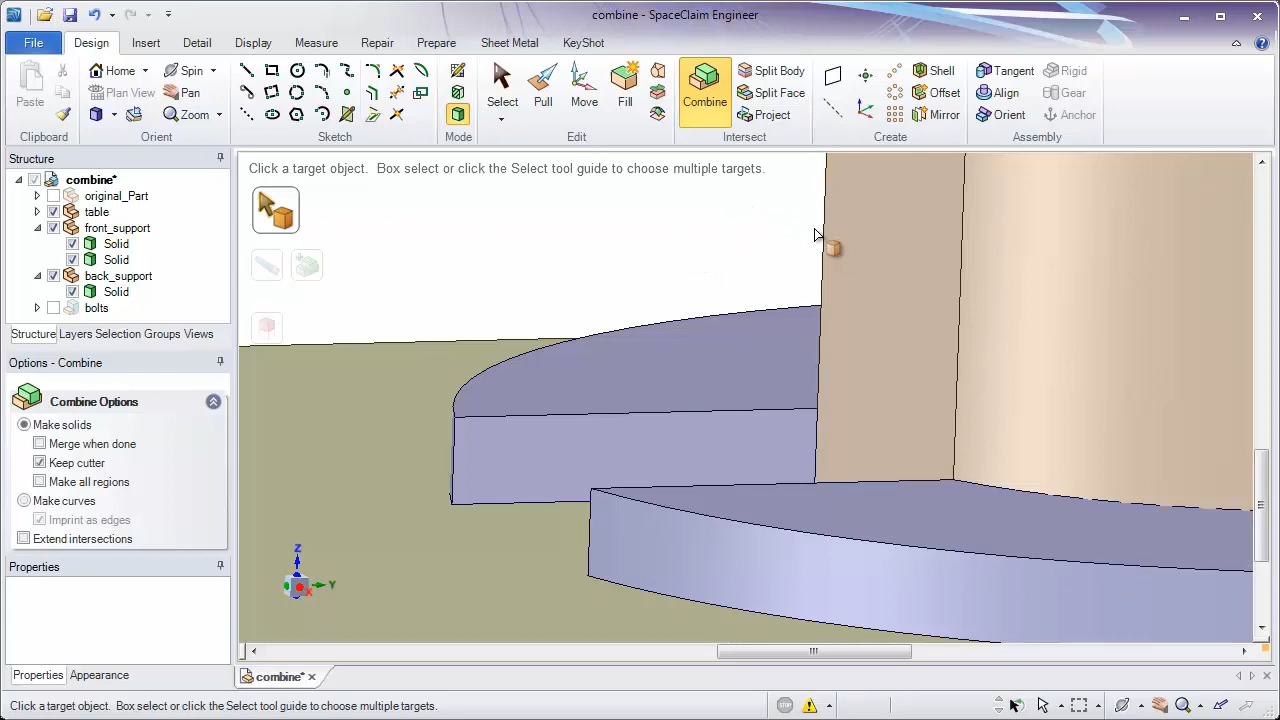 combine - SpaceClaim Engineer
File Design Insert Detail Display Measure Repair Prepare Sheet Metal KeyShot
Paste
Clipboard
Home Spin
Plan View Pan
Zoom
Orient
Sketch
Mode
Select Pull Move Fill
Edit
Combine
Split Body
Split Face
Project
Intersect
Shell
Offset
Mirror
Create
Tangent Rigid
Align Gear
Orient Anchor
Assembly
Structure
combine*
original_Part
table
front_support
Solid
Solid
back_support
Solid
bolts
Structure Layers Selection Groups Views
Options - Combine
Combine Options
Make solids
Merge when done
Keep cutter
Make all regions
Make curves
Imprint as edges
Extend intersections
Properties
Properties Appearance
Click a target object. Box select or click the Select tool guide to choose multiple targets.
Z
Y
X
combine*
Click a target object. Box select or click the Select tool guide to choose multiple targets.